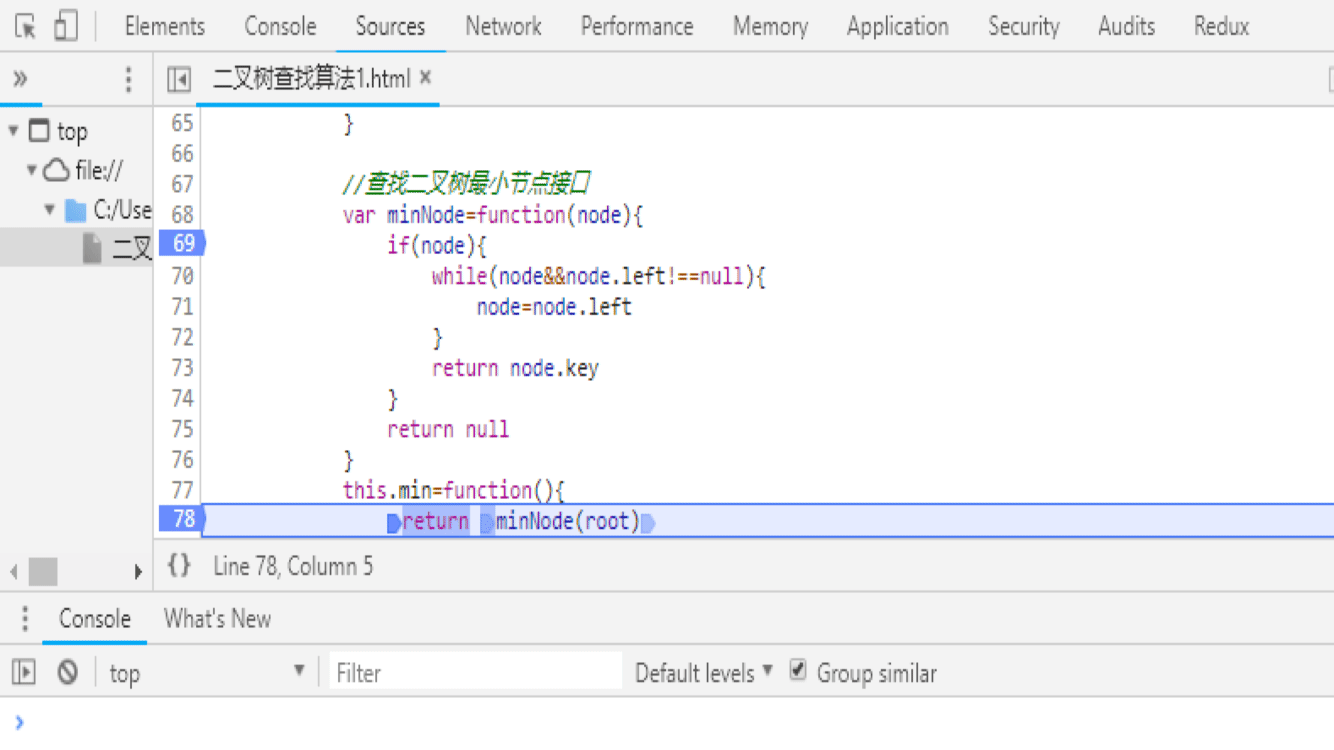 Elements Console Sources Network Performance Memory Application Security Audits Redux
» 二叉树查找算法1.html ×
top
file://
C:/Use
二叉
65 }
66
67 //查找二叉树最小节点接口
68 var minNode=function(node){
69 if(node){
70 while(node&&node.left!==null){
71 node=node.left
72 }
73 return node.key
74 }
75 return null
76 }
77 this.min=function(){
78 return minNode(root)
{} Line 78, Column 5
Console What's New
top Filter Default levels Group similar